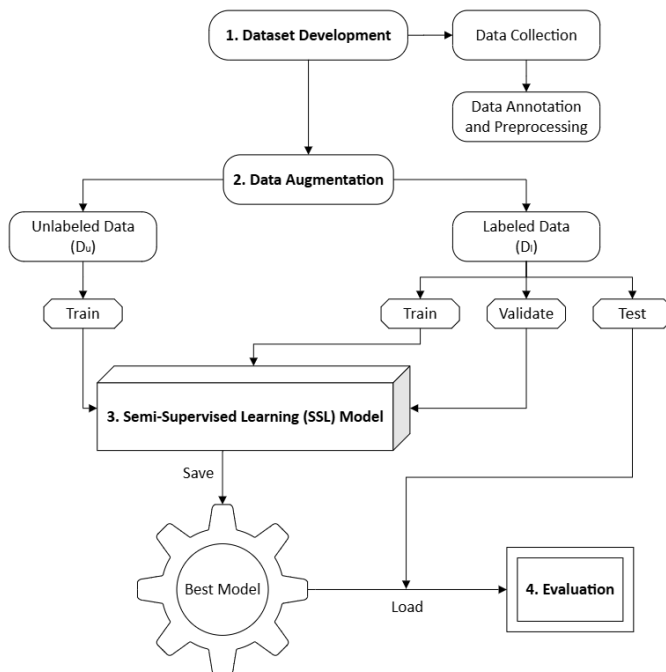 1. Dataset Development
Data Collection
Data Annotation
and Preprocessing
2. Data Augmentation
Unlabeled Data
(Du)
Labeled Data
(Dl)
Train
Train
Validate
Test
3. Semi-Supervised Learning (SSL) Model
Save
Best Model
Load
4. Evaluation